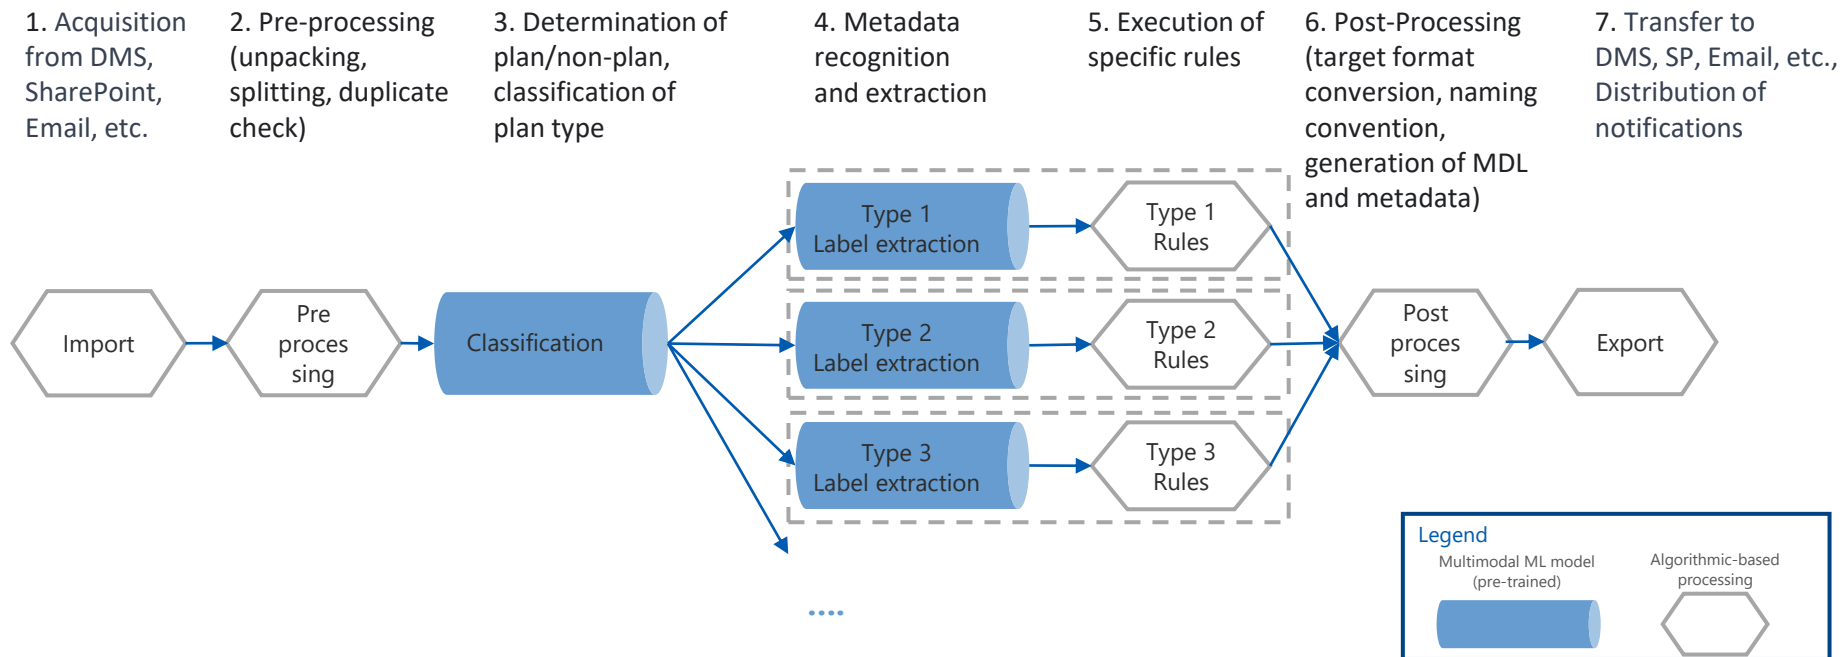 1. Acquisition
from DMS,
SharePoint,
Email, etc.
2. Pre-processing
(unpacking,
splitting, duplicate
check)
3. Determination of
plan/non-plan,
classification of
plan type
4. Metadata
recognition
and extraction
5. Execution of
specific rules
6. Post-Processing
(target format
conversion, naming
convention,
generation of MDL
and metadata)
7. Transfer to
DMS, SP, Email, etc.,
Distribution of
notifications
Import
Pre
proces
sing
Classification
Type 1
Label extraction
Type 1
Rules
Type 2
Label extraction
Type 2
Rules
Type 3
Label extraction
Type 3
Rules
....
Post
proces
sing
Export
Legend
Multimodal ML model
(pre-trained)
Algorithmic-based
processing